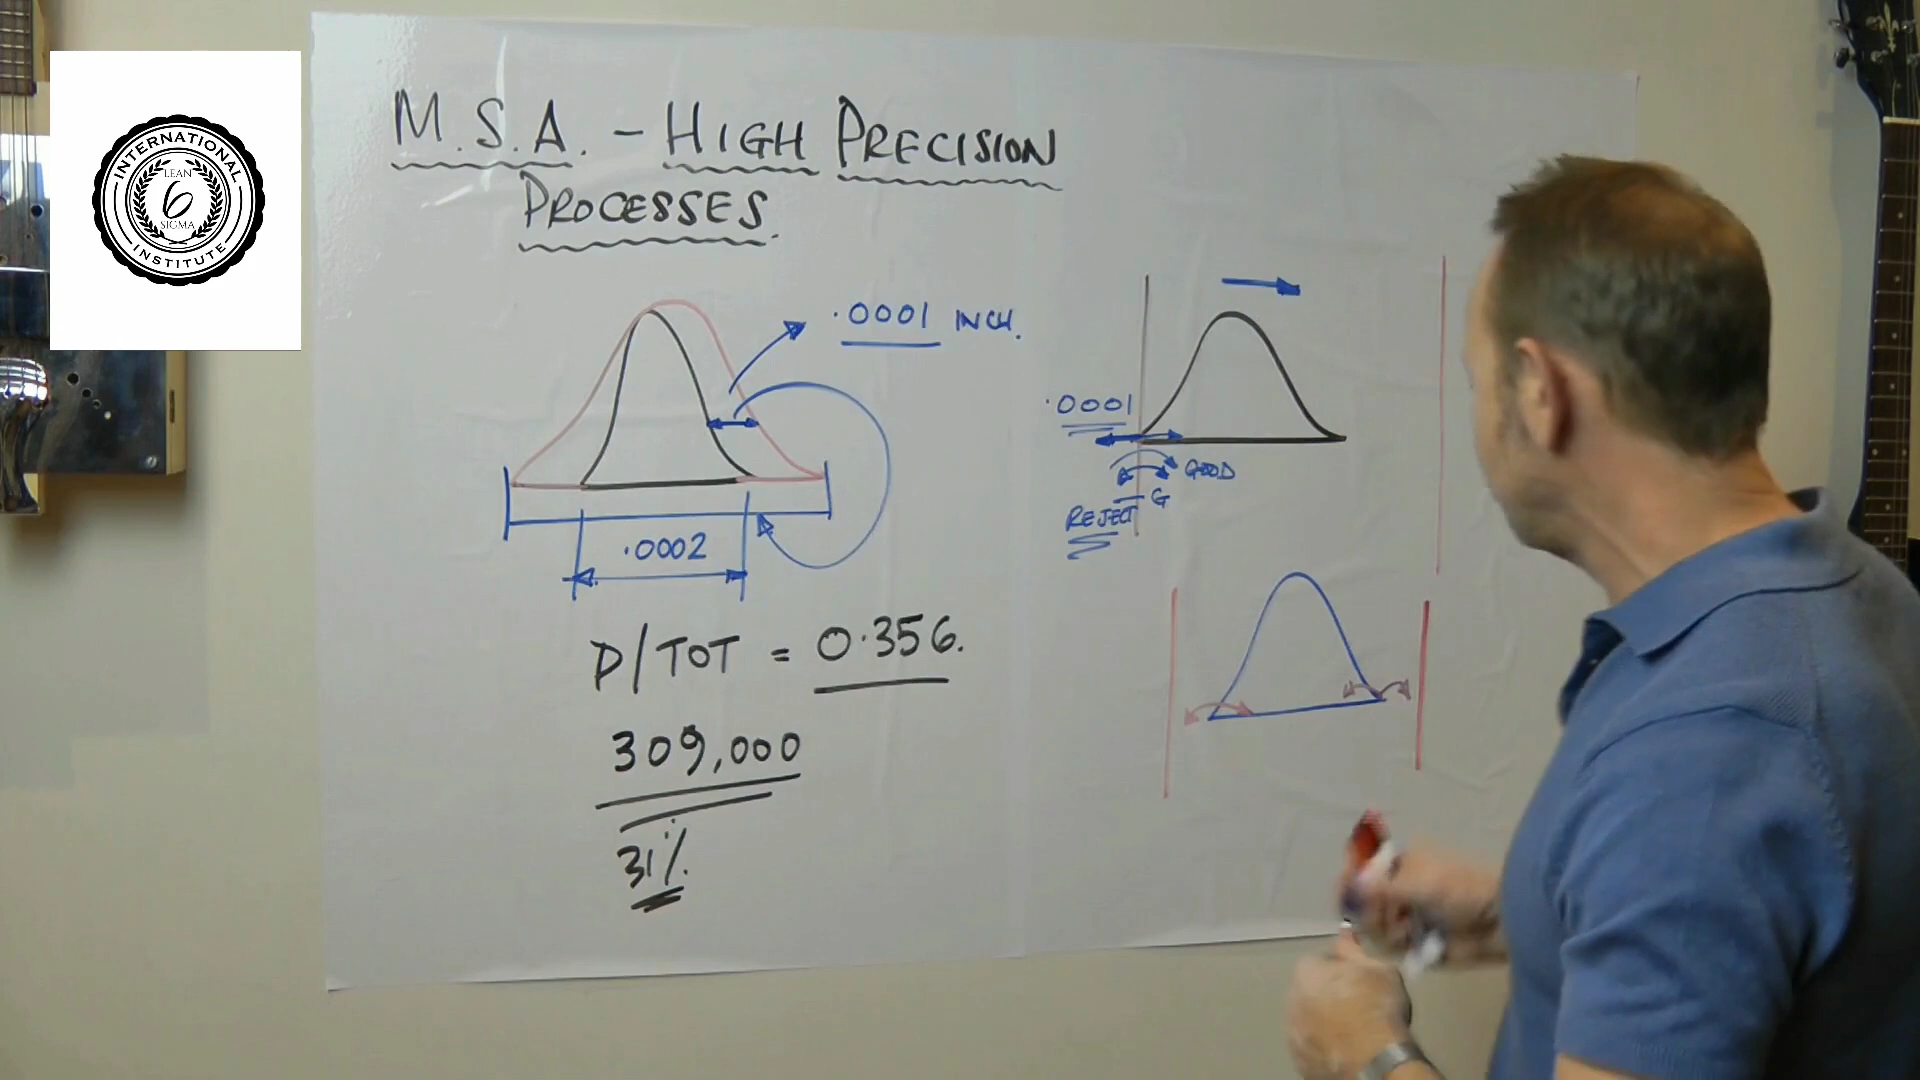 INTERNATIONAL
LEAN
6
SIGMA
INSTITUTE
M.S.A. - HIGH PRECISION
PROCESSES.
.0001 INCH.
.0002
P/TOT = 0.356.
309,000
31%
.0001
GOOD
G
REJECT